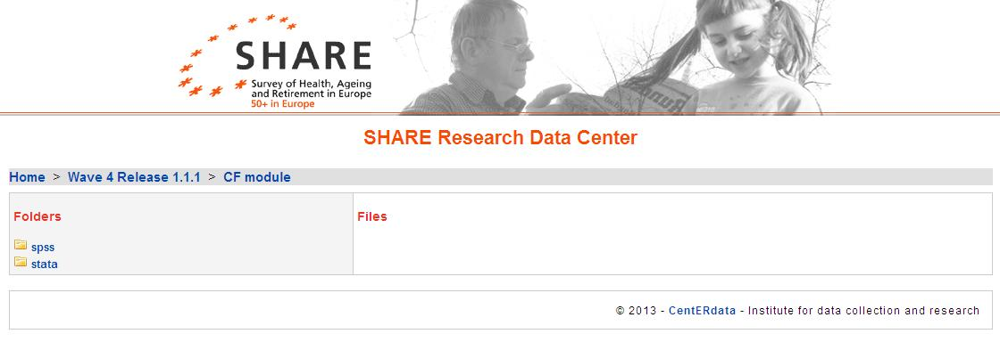 SHARE
Survey of Health, Ageing
and Retirement in Europe
50+ in Europe
SHARE Research Data Center
Home > Wave 4 Release 1.1.1 > CF module
Folders
spss
stata
Files
© 2013 - CentERdata - Institute for data collection and research